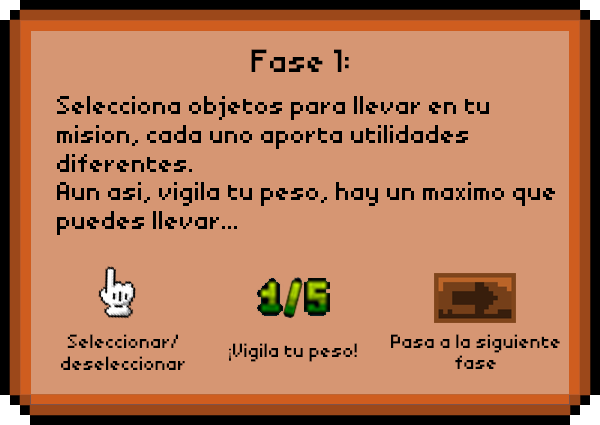 Fase 1:
Selecciona objetos para llevar en tu
mision, cada uno aporta utilidades
diferentes.
Aun asi, vigila tu peso, hay un maximo que
puedes llevar...
1/5
Seleccionar/
deseleccionar
¡Vigila tu peso!
Pasa a la siguiente
fase